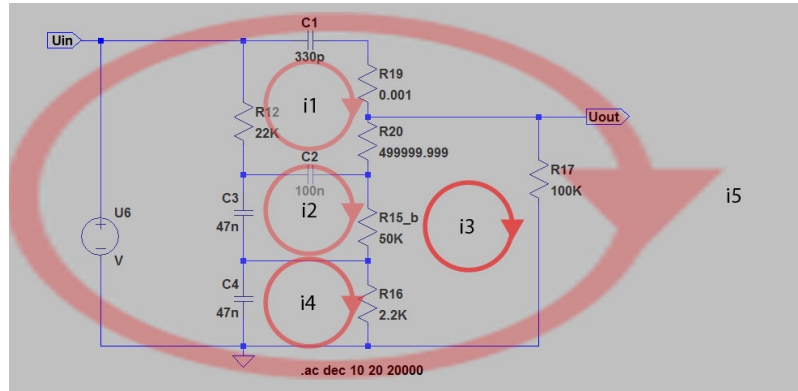 C1
Uin
330p
R19
0.001
i1
R12
22K
Uout
R20
499999.999
C2
100n
R17
100K
i5
C3
47n
i2
U6
V
R15_b
50K
i3
C4
47n
i4
R16
2.2K
.ac dec 10 20 20000